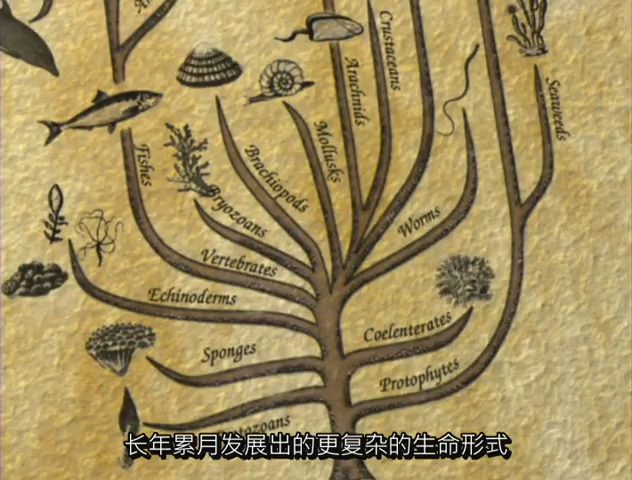 Crustaceans
Arachnids
Seaweeds
Mollusks
Fishes
Brachiopods
Bryozoans
Worms
Vertebrates
Echinoderms
Coelenterates
Sponges
Protophytes
长年累月发展出的更复杂的生命形式